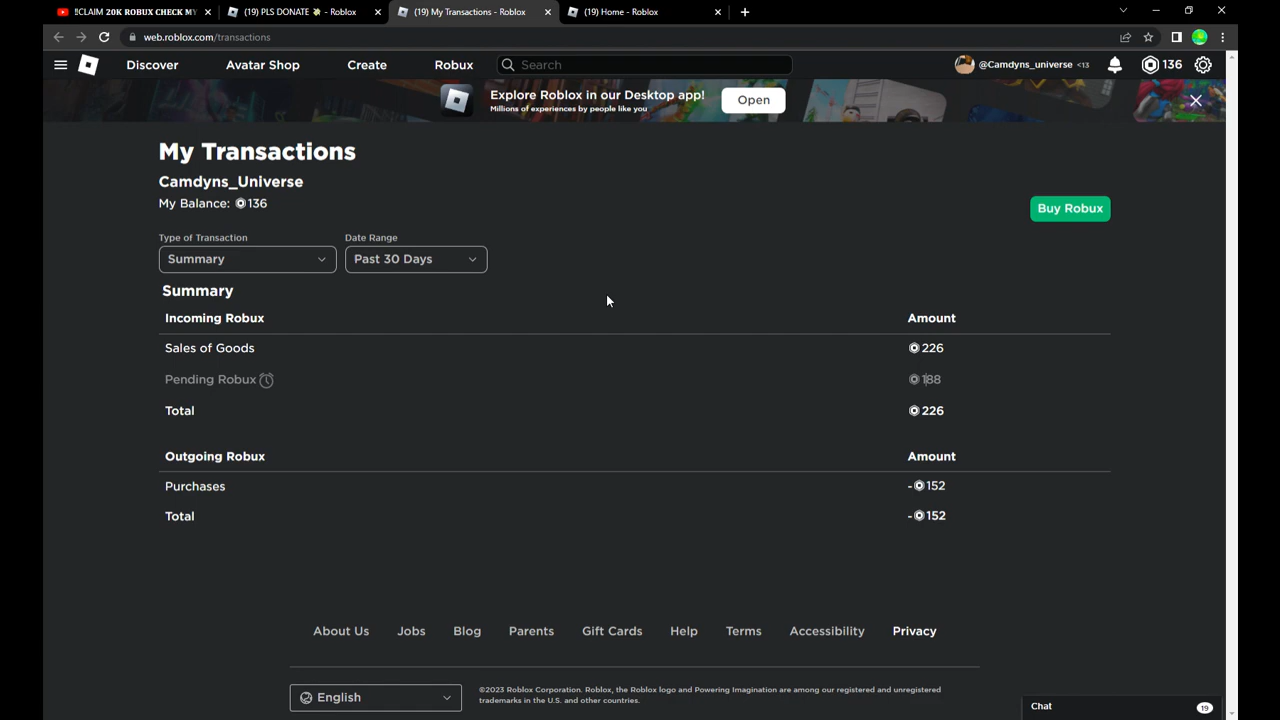 ‼CLAIM 20K ROBUX CHECK MY
(19) PLS DONATE - Roblox
(19) My Transactions - Roblox
(19) Home - Roblox
web.roblox.com/transactions
Discover
Avatar Shop
Create
Robux
Search
@Camdyns_universe <13
136
Explore Roblox in our Desktop app!
Millions of experiences by people like you
Open
My Transactions
Camdyns_Universe
My Balance: 136
Buy Robux
Type of Transaction
Date Range
Summary
Past 30 Days
Summary
Incoming Robux Amount
Sales of Goods 226
Pending Robux 188
Total 226
Outgoing Robux Amount
Purchases -152
Total -152
About Us Jobs Blog Parents Gift Cards Help Terms Accessibility Privacy
English
©2023 Roblox Corporation. Roblox, the Roblox logo and Powering Imagination are among our registered and unregistered
trademarks in the U.S. and other countries.
Chat 19